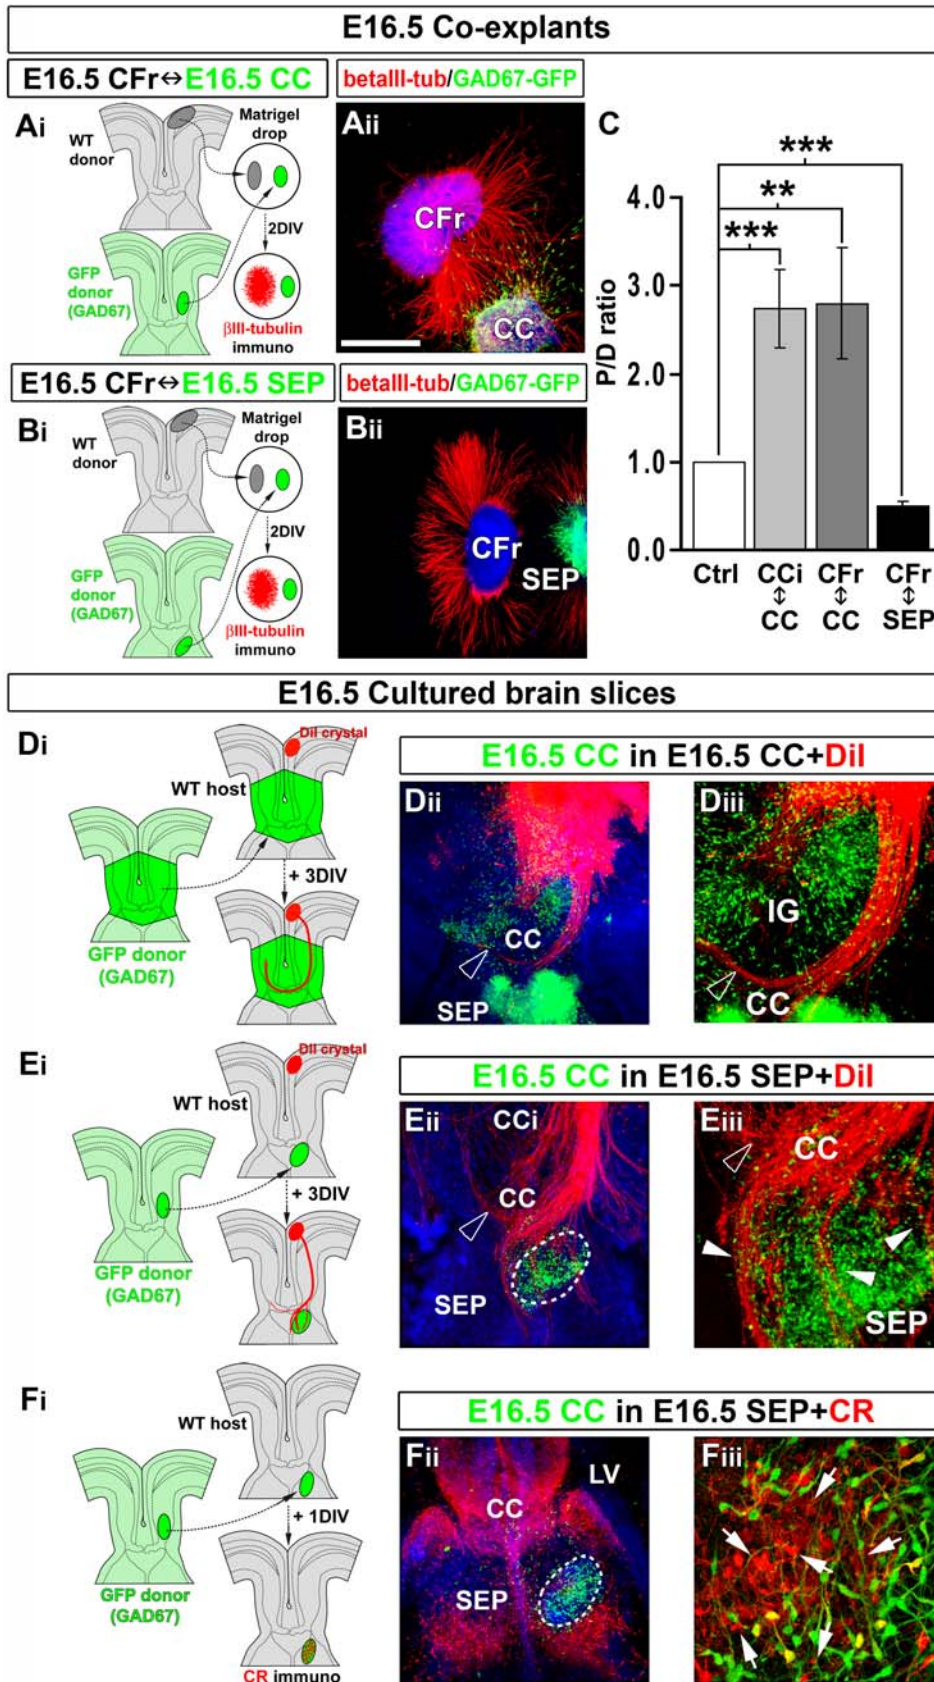 E16.5 Co-explants
E16.5 CFr↔E16.5 CC
betaIII-tub/GAD67-GFP
Ai
WT donor
Matrigel drop
2DIV
GFP donor (GAD67)
βIII-tubulin immuno
Aii
CFr
CC
C
***
**
***
P/D ratio
4.0
3.0
2.0
1.0
0.0
Ctrl
CCi ↕ CC
CFr ↕ CC
CFr ↕ SEP
E16.5 CFr↔E16.5 SEP
betaIII-tub/GAD67-GFP
Bi
WT donor
Matrigel drop
2DIV
GFP donor (GAD67)
βIII-tubulin immuno
Bii
CFr
SEP
E16.5 Cultured brain slices
Di
DiI crystal
WT host
+ 3DIV
GFP donor (GAD67)
E16.5 CC in E16.5 CC+DiI
Dii
CC
SEP
Diii
IG
CC
Ei
DiI crystal
WT host
+ 3DIV
GFP donor (GAD67)
E16.5 CC in E16.5 SEP+DiI
Eii
CCi
CC
SEP
Eiii
CC
SEP
Fi
WT host
+ 1DIV
GFP donor (GAD67)
CR immuno
E16.5 CC in E16.5 SEP+CR
Fii
LV
CC
SEP
Fiii